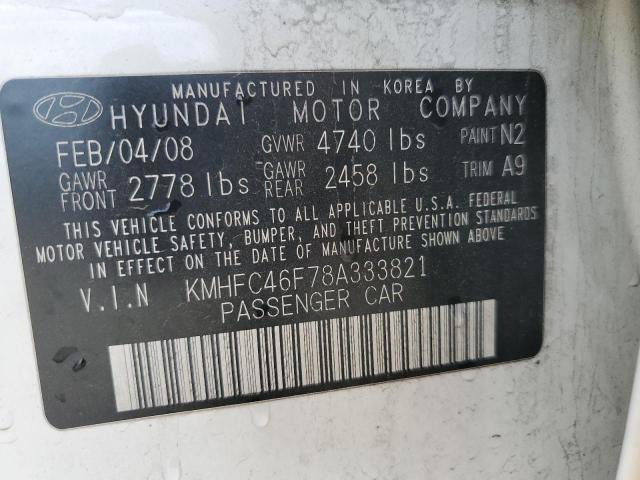 MANUFACTURED IN KOREA BY
HYUNDAI MOTOR COMPANY
FEB/04/08 GVWR 4740 lbs PAINT N2
GAWR FRONT 2778 lbs GAWR REAR 2458 lbs TRIM A9
THIS VEHICLE CONFORMS TO ALL APPLICABLE U.S.A. FEDERAL
MOTOR VEHICLE SAFETY, BUMPER, AND THEFT PREVENTION STANDARDS
IN EFFECT ON THE DATE OF MANUFACTURE SHOWN ABOVE
V.I.N KMHFC46F78A333821
PASSENGER CAR